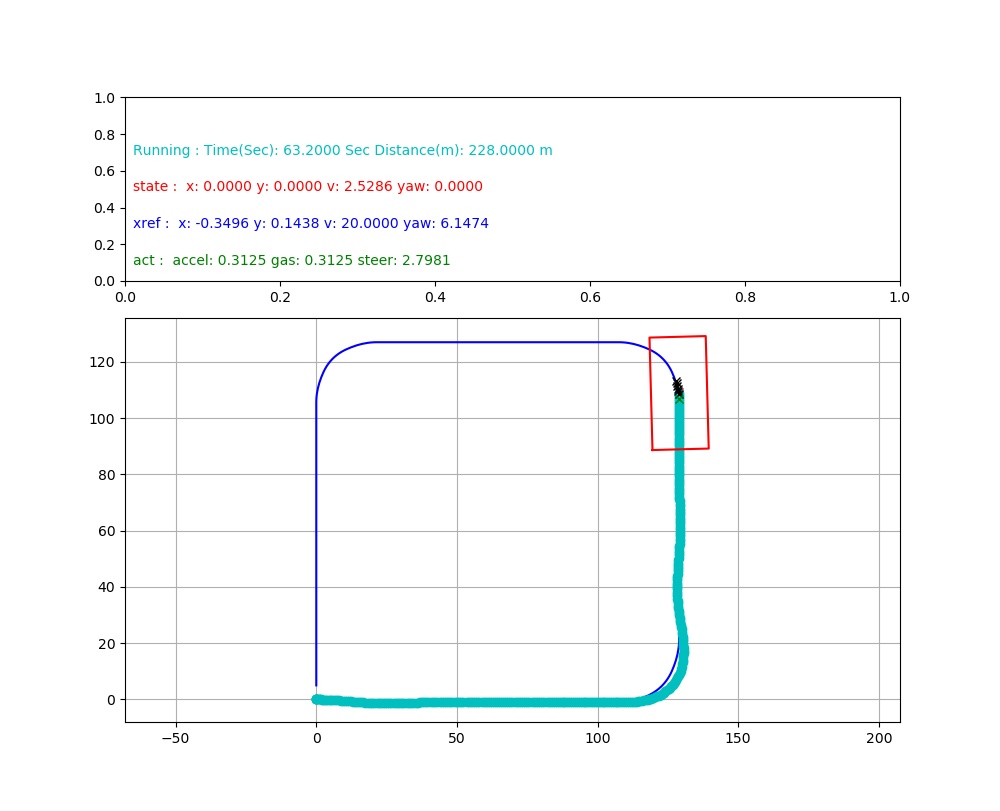 1.0
0.8
Running : Time(Sec): 63.2000 Sec Distance(m): 228.0000 m
0.6
state :  x: 0.0000 y: 0.0000 v: 2.5286 yaw: 0.0000
0.4
xref :  x: -0.3496 y: 0.1438 v: 20.0000 yaw: 6.1474
0.2
act :  accel: 0.3125 gas: 0.3125 steer: 2.7981
0.0
0.0 0.2 0.4 0.6 0.8 1.0
120
100
80
60
40
20
0
−50 0 50 100 150 200